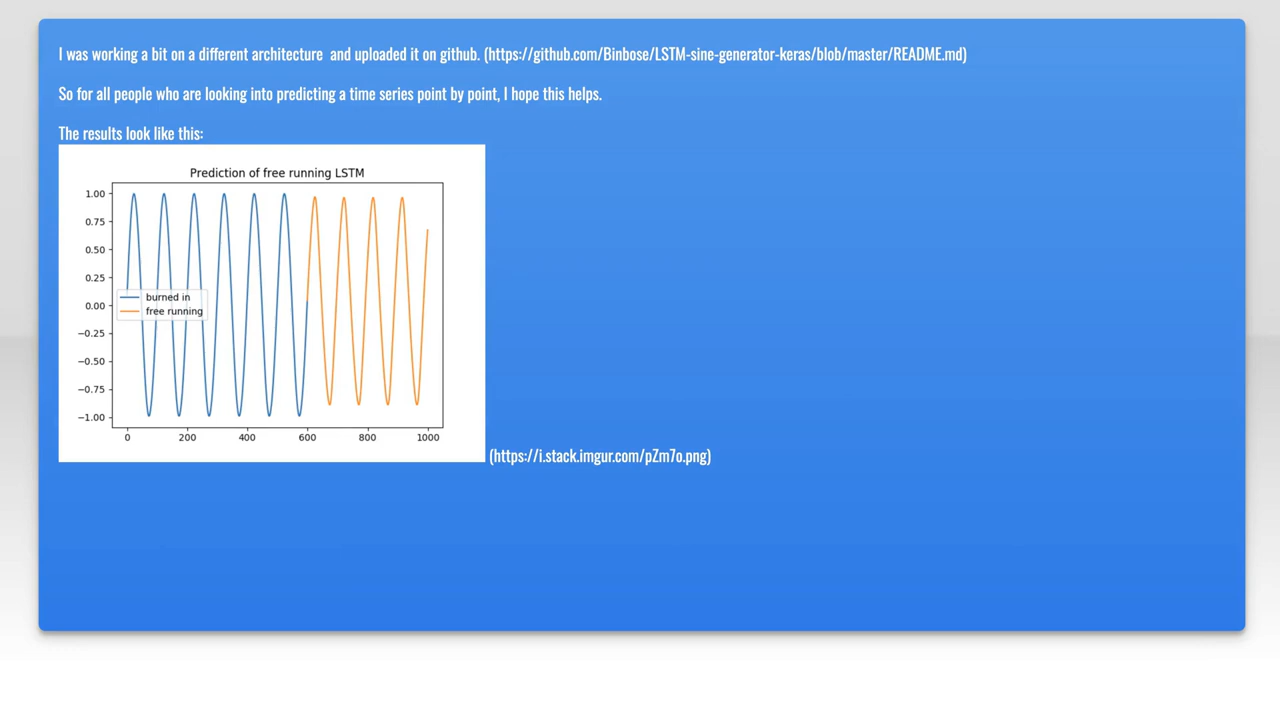 I was working a bit on a different architecture  and uploaded it on github. (https://github.com/Binbose/LSTM-sine-generator-keras/blob/master/README.md)
So for all people who are looking into predicting a time series point by point, I hope this helps.
The results look like this:
Prediction of free running LSTM
1.00
0.75
0.50
0.25
0.00
−0.25
−0.50
−0.75
−1.00
burned in
free running
0 200 400 600 800 1000
(https://i.stack.imgur.com/pZm7o.png)